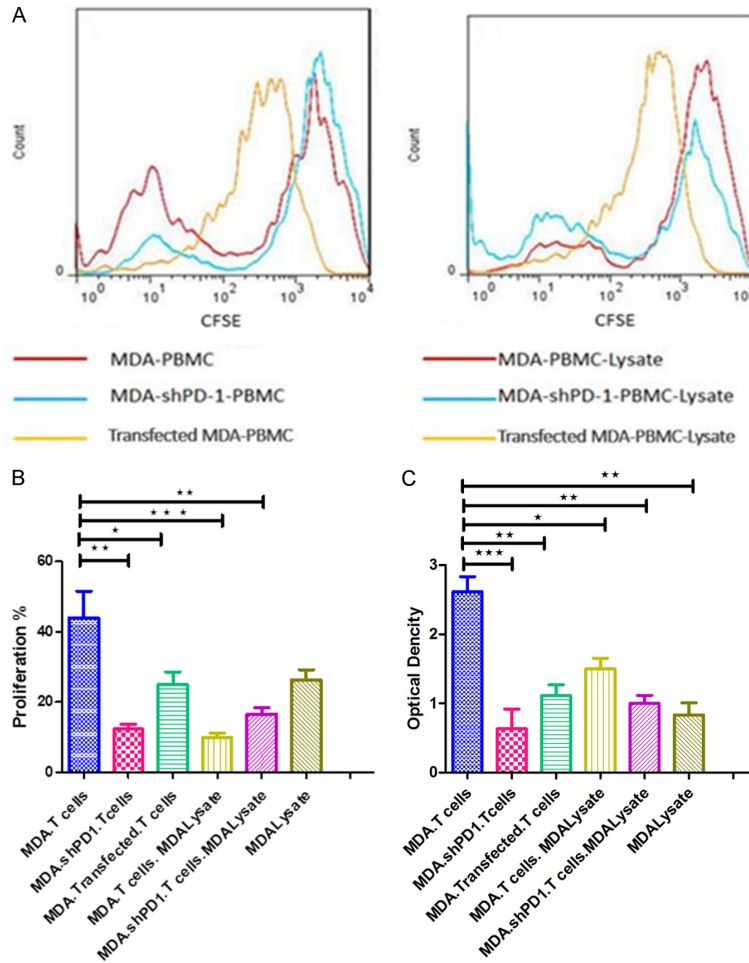 A
Count
0
10^0 10^1 10^2 10^3 10^4
CFSE
MDA-PBMC
MDA-shPD-1-PBMC
Transfected MDA-PBMC
Count
0
10^0 10^1 10^2 10^3
CFSE
MDA-PBMC-Lysate
MDA-shPD-1-PBMC-Lysate
Transfected MDA-PBMC-Lysate
B
★★
★★★
★
★★
Proliferation %
60
40
20
0
MDA.T cells
MDA.shPD1.Tcells
MDA.Transfected.T cells
MDA.T cells. MDALysate
MDA.shPD1.T cells.MDALysate
MDALysate
C
★★
★★
★
★★
★★★
Optical Dencity
3
2
1
0
MDA.T cells
MDA.shPD1.Tcells
MDA.Transfected.T cells
MDA.T cells. MDALysate
MDA.shPD1.T cells.MDALysate
MDALysate